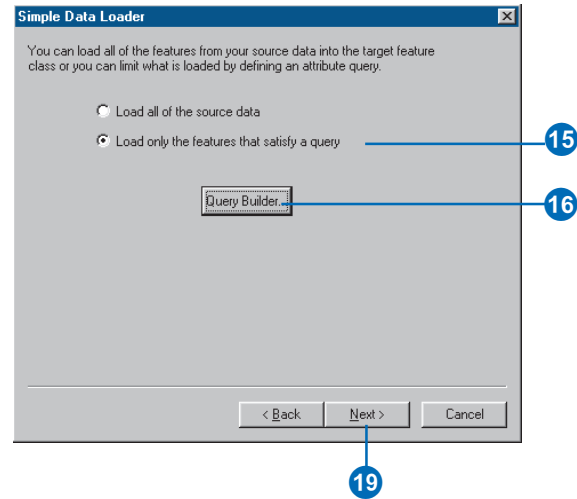 Simple Data Loader
You can load all of the features from your source data into the target feature
class or you can limit what is loaded by defining an attribute query.
Load all of the source data
Load only the features that satisfy a query
15
Query Builder...
16
< Back
Next >
Cancel
19